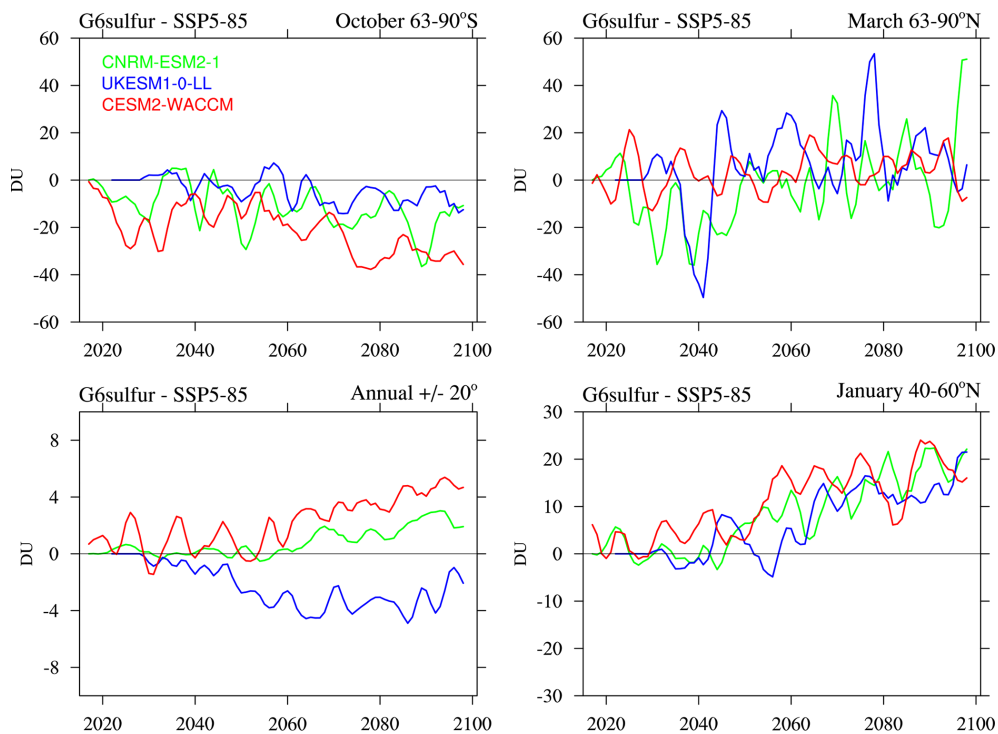 G6sulfur - SSP5-85 October 63-90°S
60
40
20
0
-20
-40
-60
DU
CNRM-ESM2-1
UKESM1-0-LL
CESM2-WACCM
2020 2040 2060 2080 2100
G6sulfur - SSP5-85 March 63-90°N
60
40
20
0
-20
-40
-60
DU
2020 2040 2060 2080 2100
G6sulfur - SSP5-85 Annual +/- 20°
8
4
0
-4
-8
DU
2020 2040 2060 2080 2100
G6sulfur - SSP5-85 January 40-60°N
30
20
10
0
-10
-20
-30
DU
2020 2040 2060 2080 2100